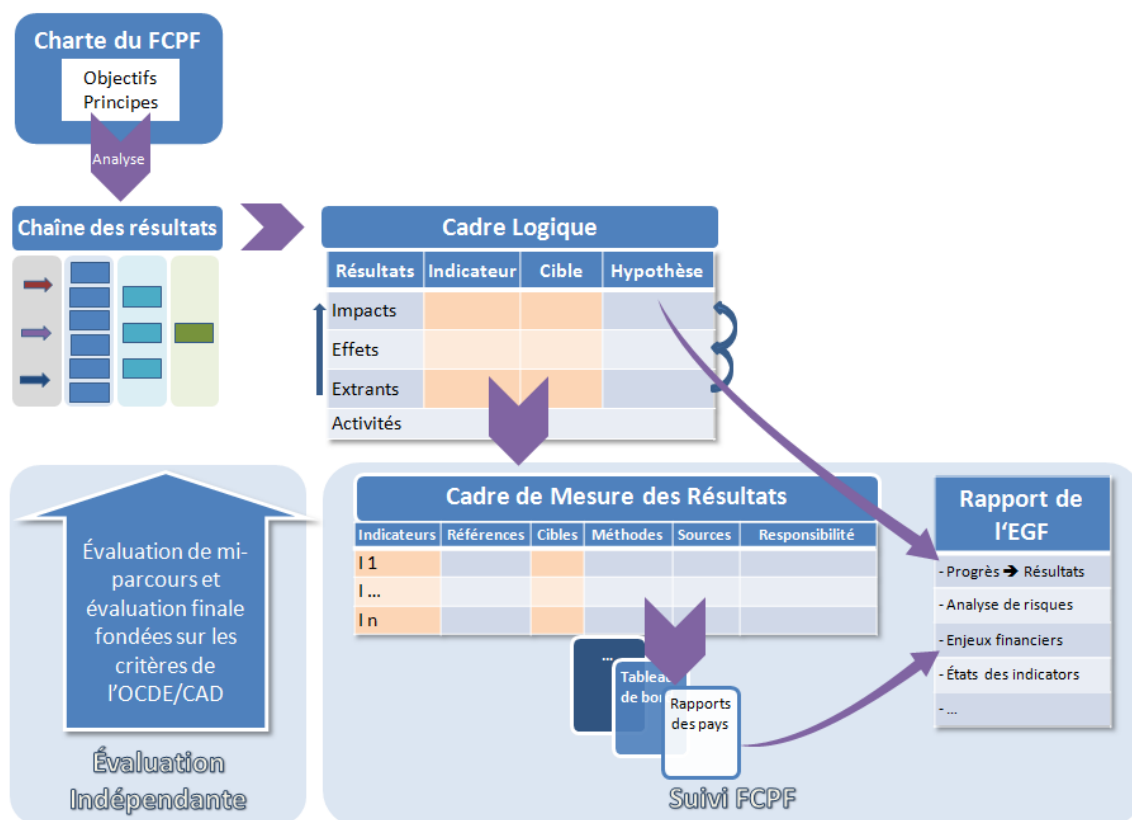 Charte du FCPF
Objectifs
Principes
Analyse
Chaîne des résultats
Cadre Logique
Résultats Indicateur Cible Hypothèse
Impacts
Effets
Extrants
Activités
Évaluation de mi-
parcours et
évaluation finale
fondées sur les
critères de
l'OCDE/CAD
Évaluation
Indépendante
Cadre de Mesure des Résultats
Indicateurs Références Cibles Méthodes Sources Responsibilité
I 1
I ...
I n
...
Tableau
de bor
Rapports
des pays
Suivi FCPF
Rapport de
l'EGF
- Progrès ➔ Résultats
- Analyse de risques
- Enjeux financiers
- États des indicators
- ...